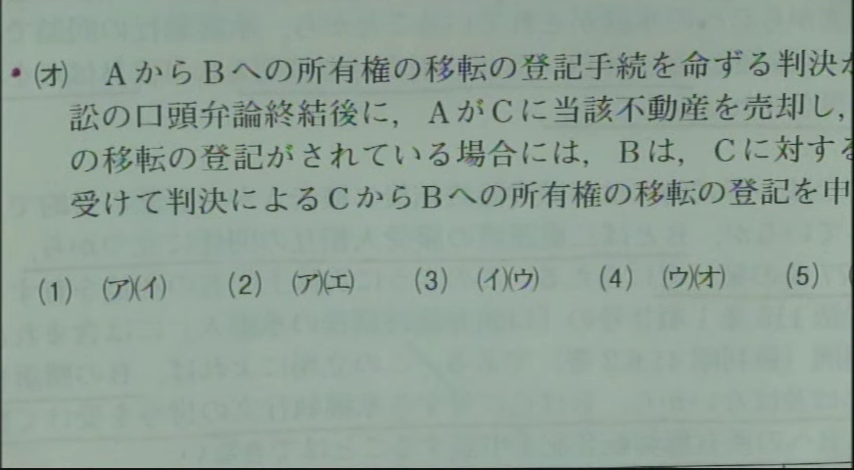 (オ) AからBへの所有権の移転の登記手続を命ずる判決
訟の口頭弁論終結後に，AがCに当該不動産を売却し，
の移転の登記がされている場合には，Bは，Cに対す
受けて判決によるCからBへの所有権の移転の登記を申
(1) (ア)(イ) (2) (ア)(エ) (3) (イ)(ウ) (4) (ウ)(オ) (5)